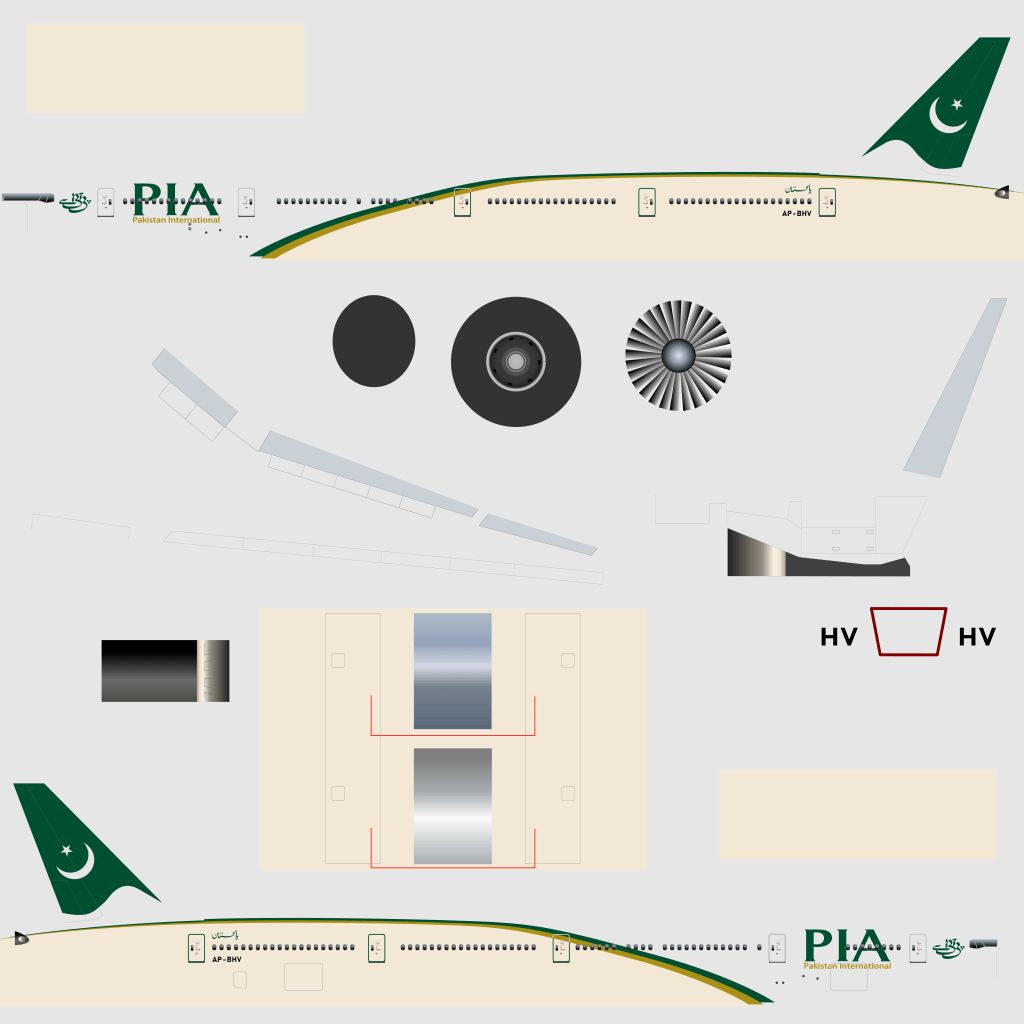 PIA
Pakistan International
پاکستان
AP-BHV
HV HV
پاکستان
AP-BHV
PIA
Pakistan International